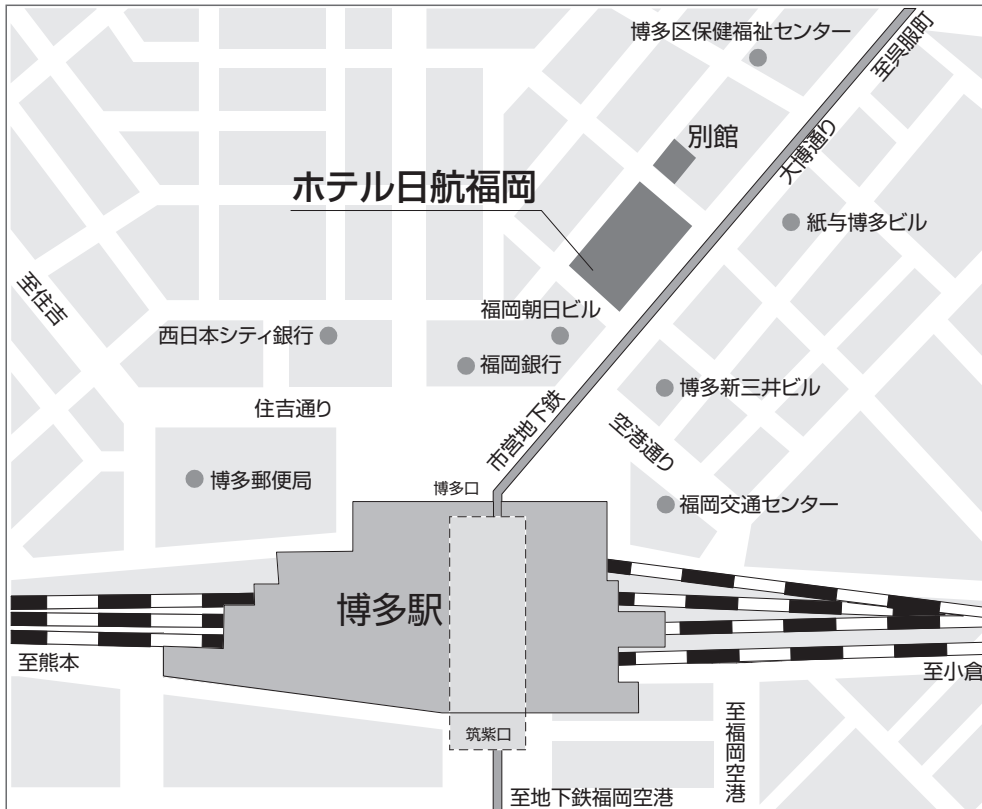 博多区保健福祉センター
至呉服町
別館
大博通り
ホテル日航福岡
紙与博多ビル
至住吉
福岡朝日ビル
西日本シティ銀行
福岡銀行
博多新三井ビル
住吉通り
市営地下鉄
空港通り
博多郵便局
博多口
福岡交通センター
博多駅
至熊本
至小倉
筑紫口
至福岡空港
至地下鉄福岡空港